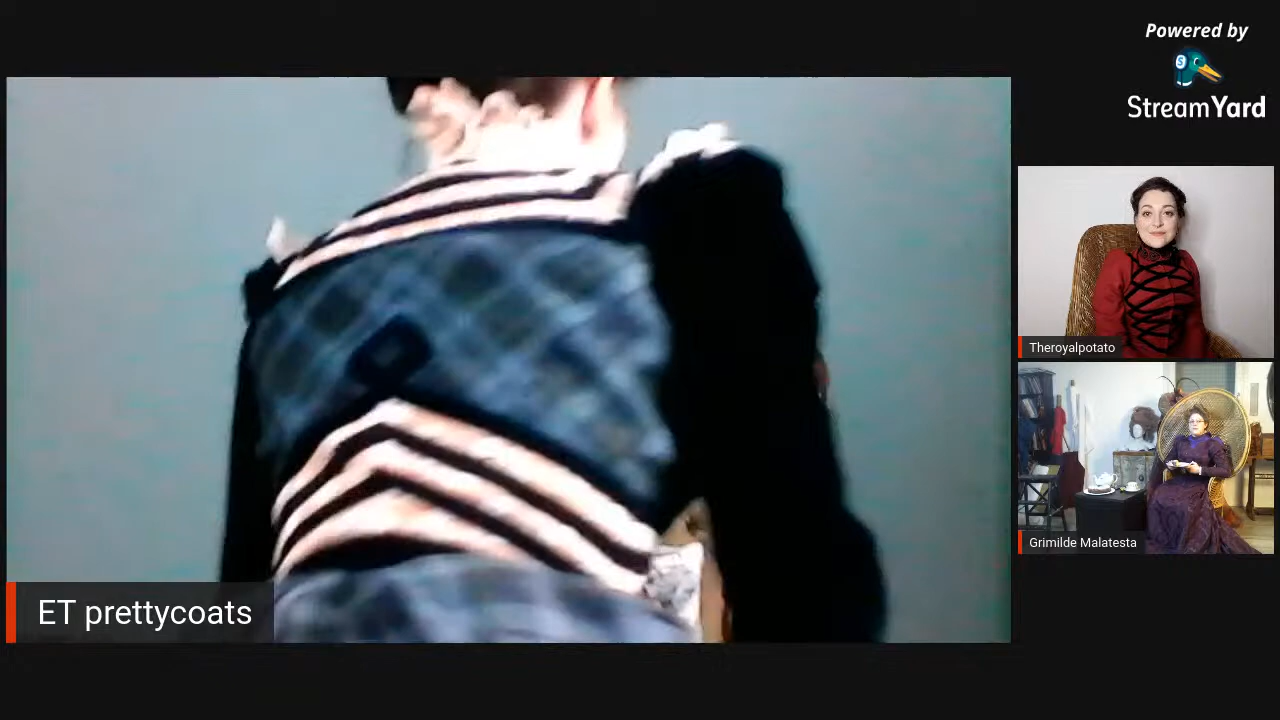 Powered by
StreamYard
Theroyalpotato
Grimilde Malatesta
ET prettycoats